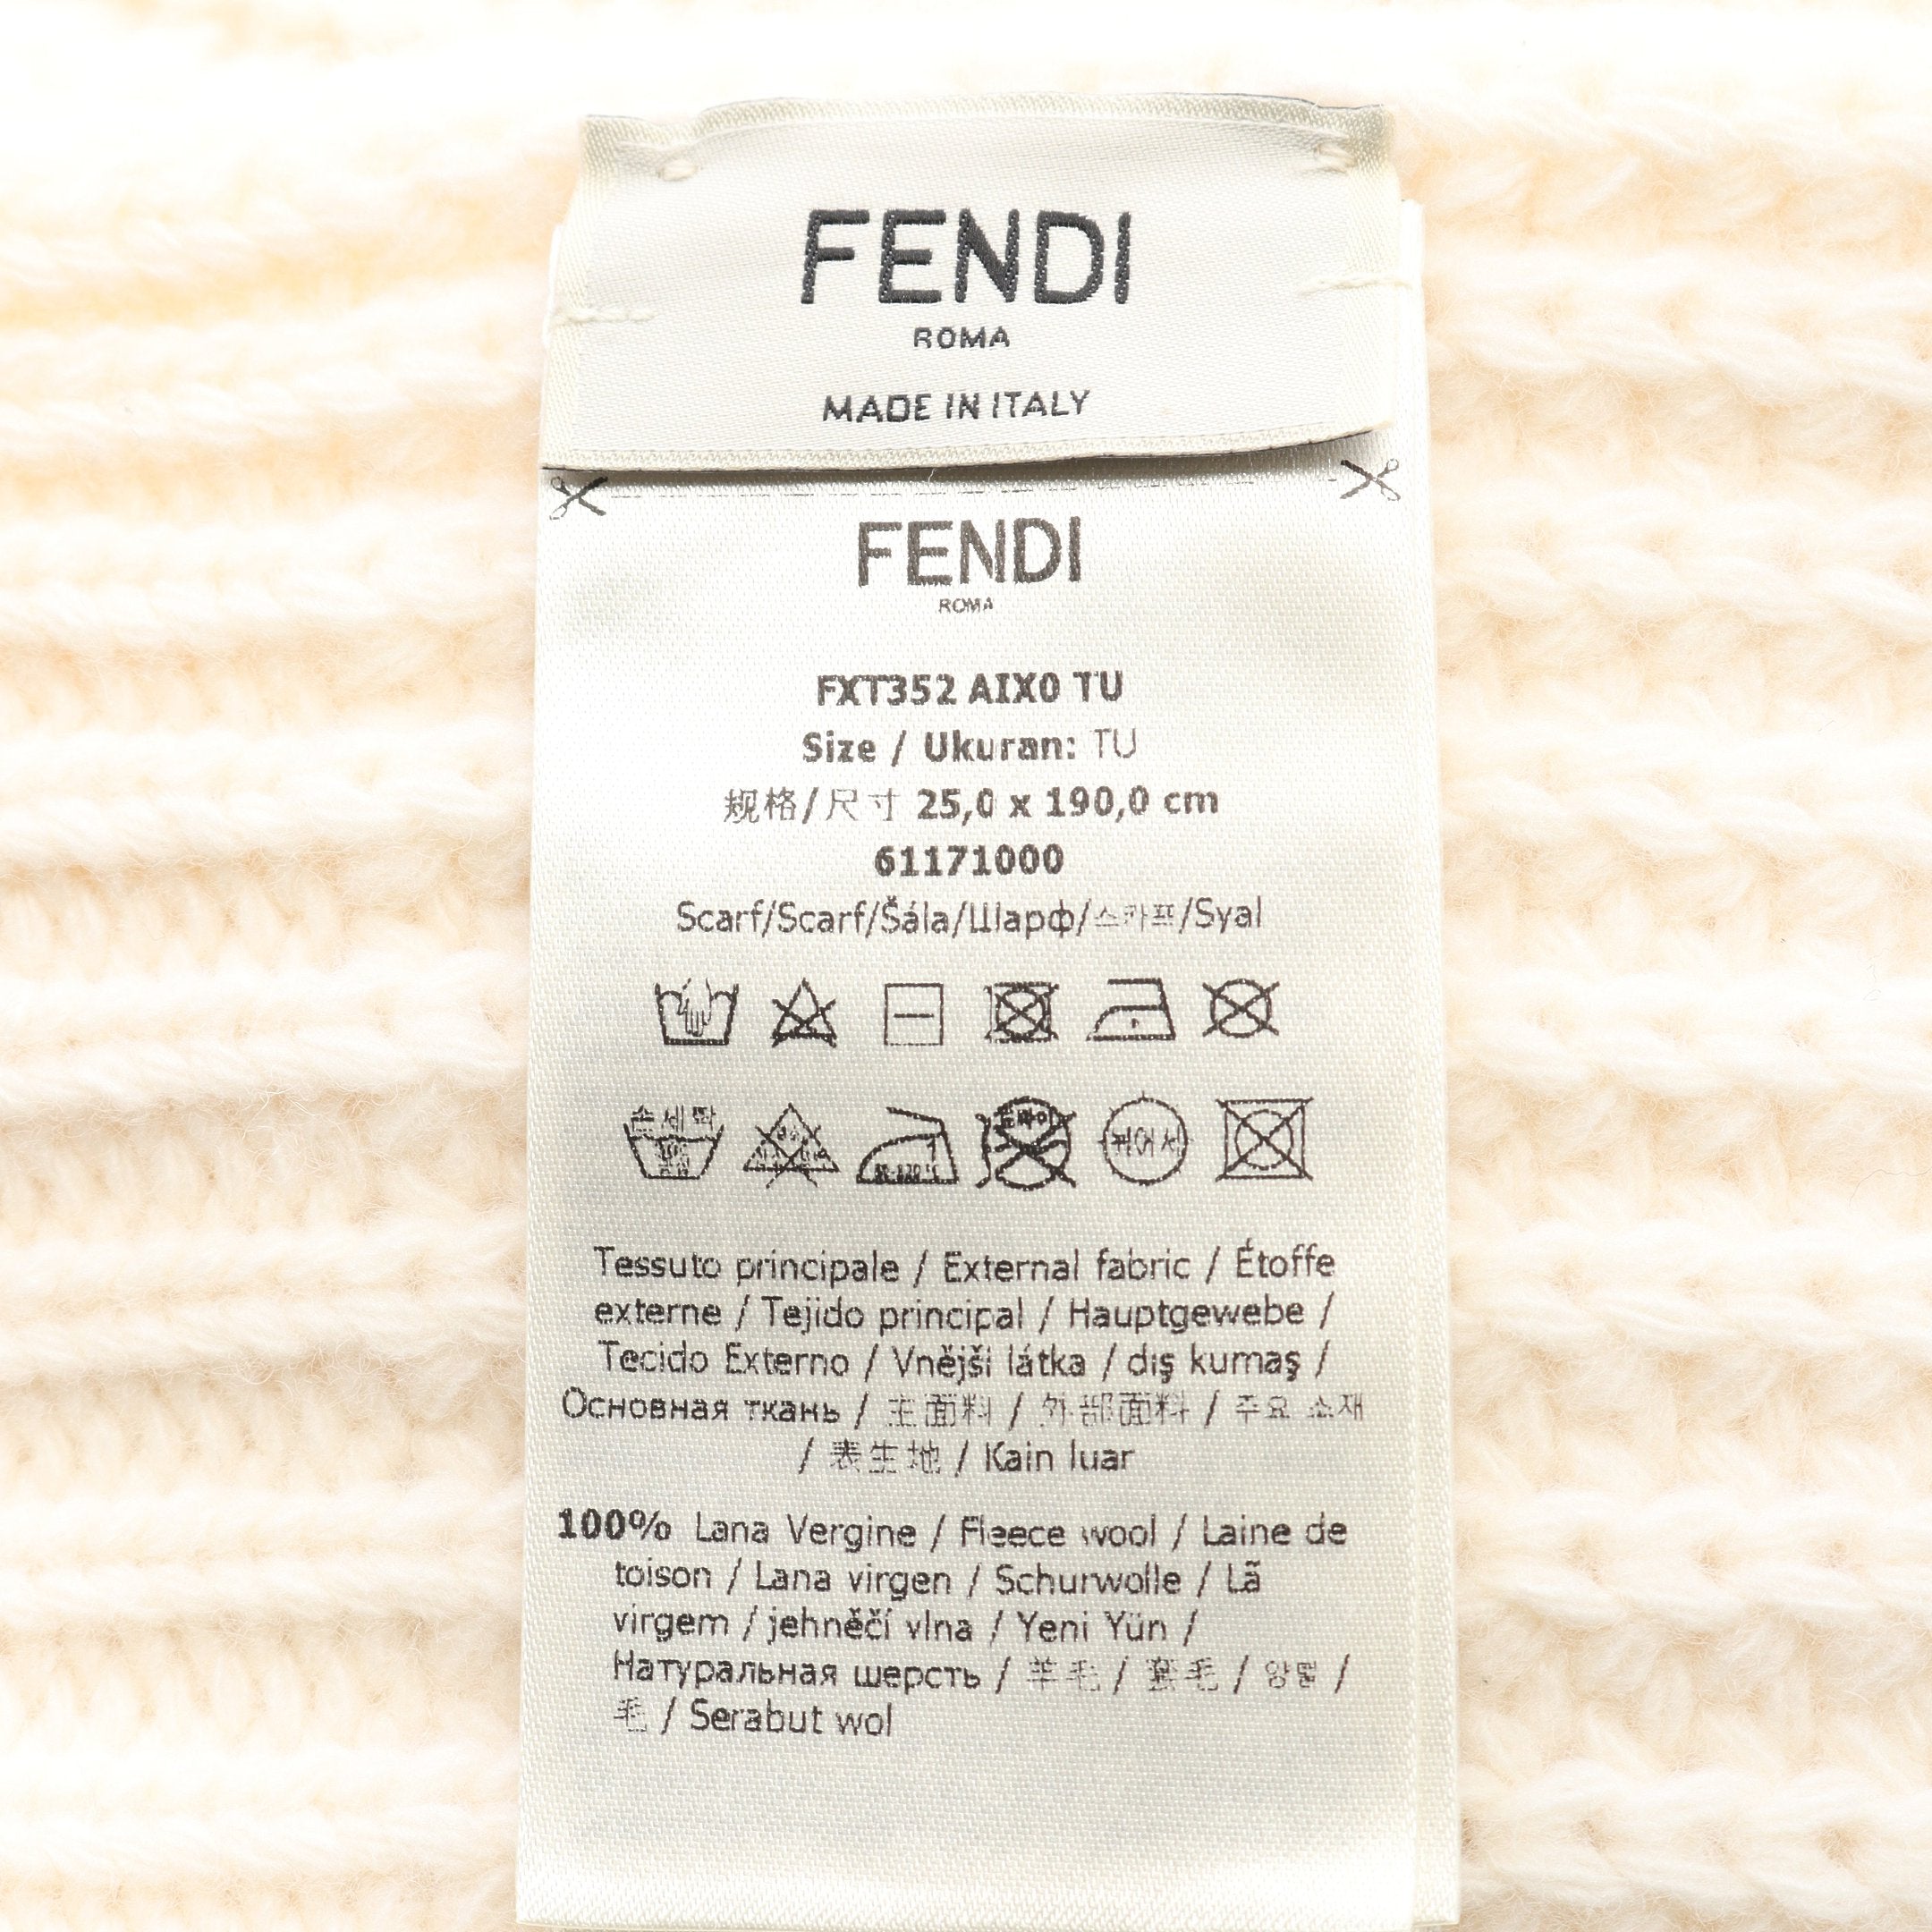 FENDI
ROMA
MADE IN ITALY
FENDI
ROMA
FXT352 AIX0 TU
Size / Ukuran: TU
规格/尺寸 25,0 x 190,0 cm
61171000
Scarf/Scarf/Šála/Шарф/스카프/Syal
손세탁
Tessuto principale / External fabric / Étoffe
externe / Tejido principal / Hauptgewebe /
Tecido Externo / Vnější látka / dış kumaş /
Основная ткань / 主面料 / 外部面料 / 주요 소재
/ 表生地 / Kain luar
100% Lana Vergine / Fleece wool / Laine de
toison / Lana virgen / Schurwolle / Lã
virgem / jehněčí vlna / Yeni Yün /
Натуральная шерсть / 羊毛 / 毛 /
毛 / Serabut wol